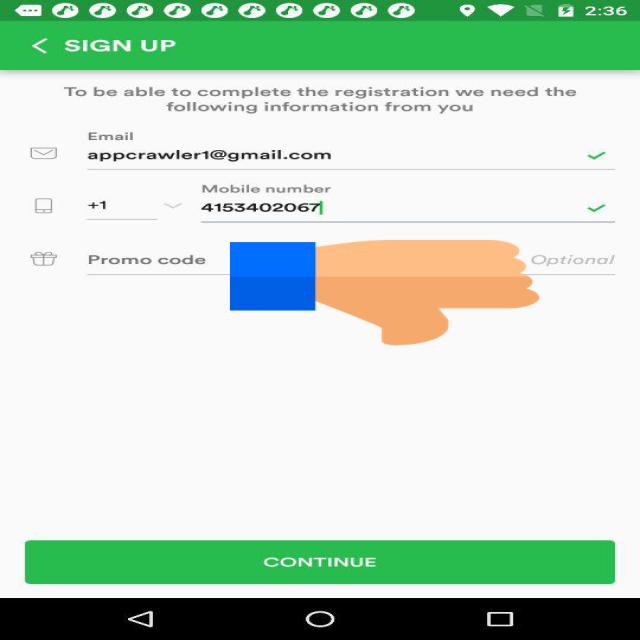 2:36
SIGN UP
To be able to complete the registration we need the
following information from you
Email
appcrawler1@gmail.com
Mobile number
+1 4153402067
Promo code Optional
CONTINUE